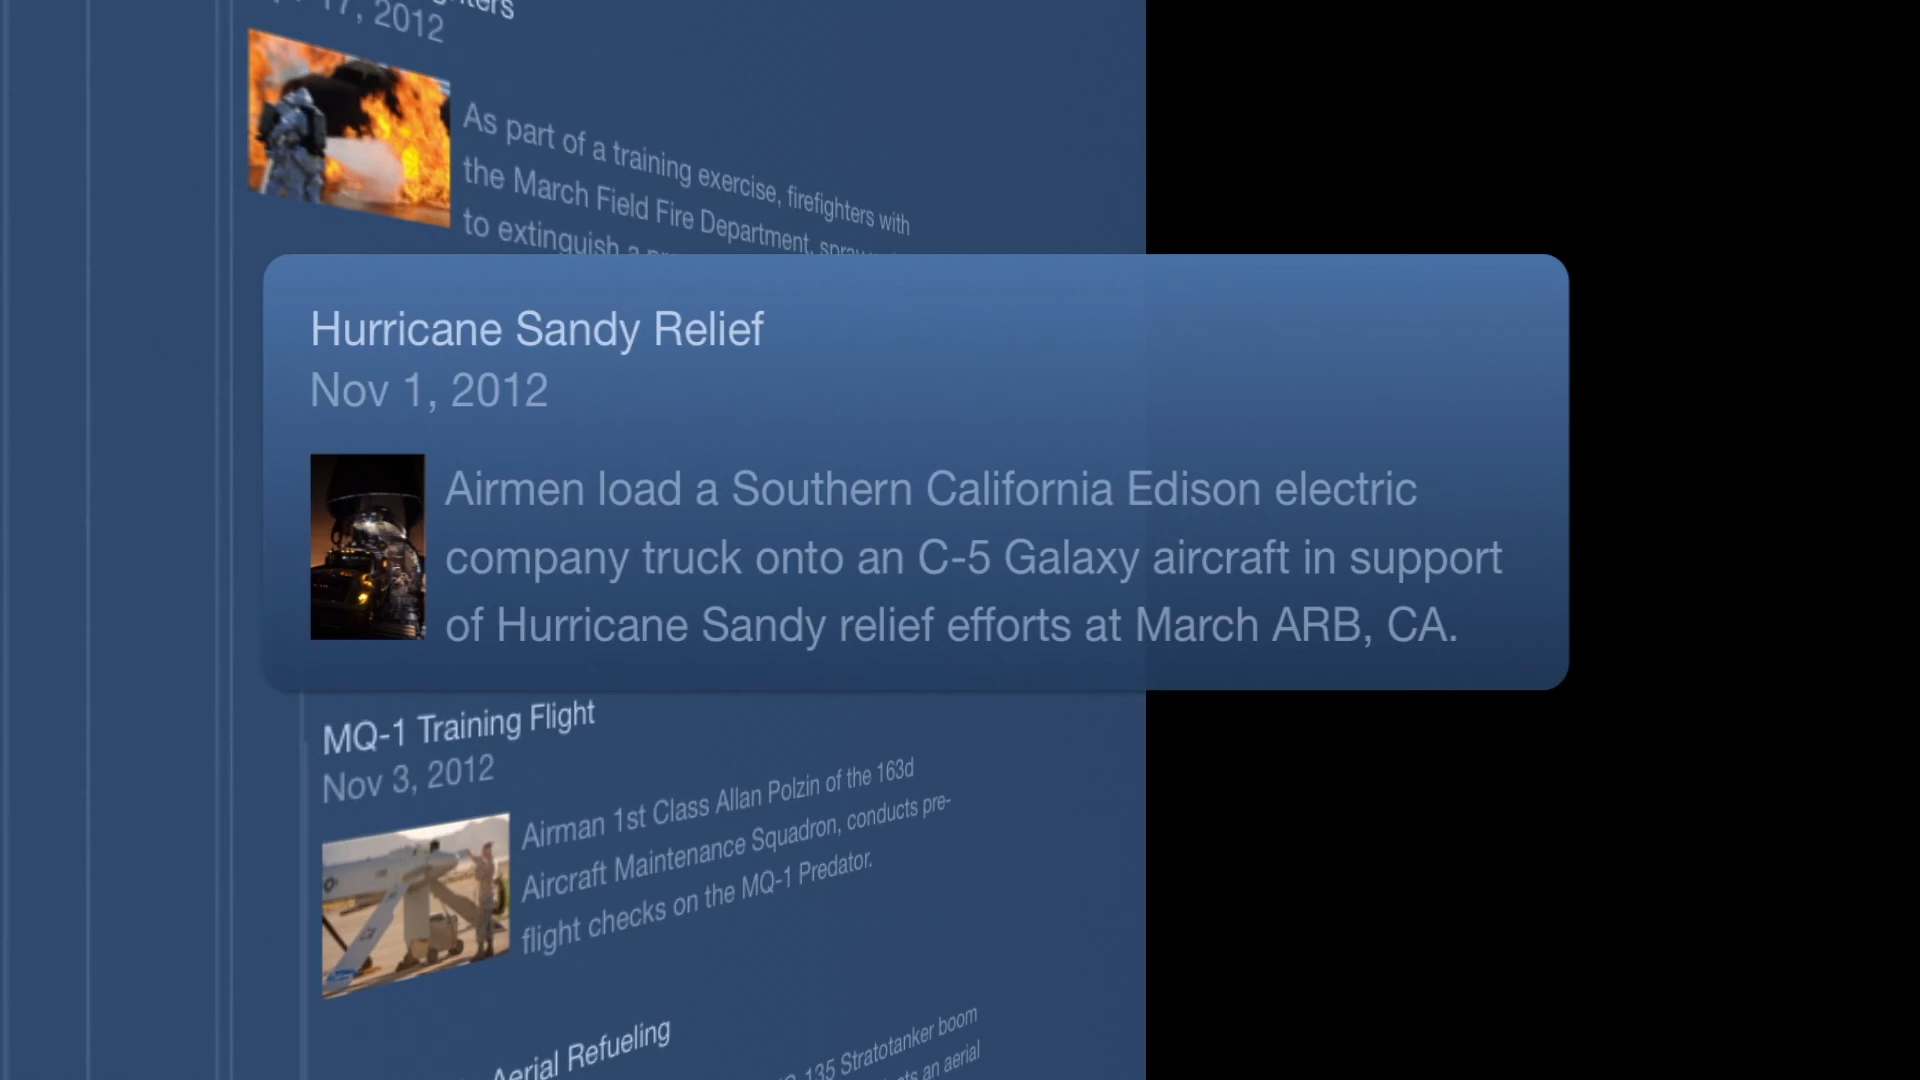 17, 2012
As part of a training exercise, firefighters with
the March Field Fire Department, spray
to extinguish a
Hurricane Sandy Relief
Nov 1, 2012
Airmen load a Southern California Edison electric
company truck onto an C-5 Galaxy aircraft in support
of Hurricane Sandy relief efforts at March ARB, CA.
MQ-1 Training Flight
Nov 3, 2012
Airman 1st Class Allan Polzin of the 163d
Aircraft Maintenance Squadron, conducts pre-
flight checks on the MQ-1 Predator.
Aerial Refueling
135 Stratotanker boom
an aerial